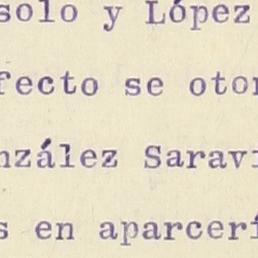 solo y López
fecto se otor
nzález Saravi
s en aparcerí